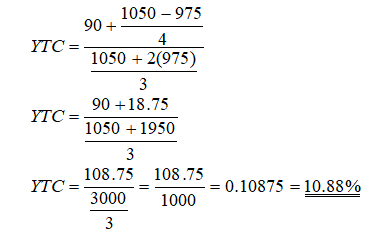 YTC = (90 + (1050 − 975)/4) / ((1050 + 2(975))/3)
YTC = (90 + 18.75) / ((1050 + 1950)/3)
YTC = 108.75 / (3000/3) = 108.75/1000 = 0.10875 = 10.88%